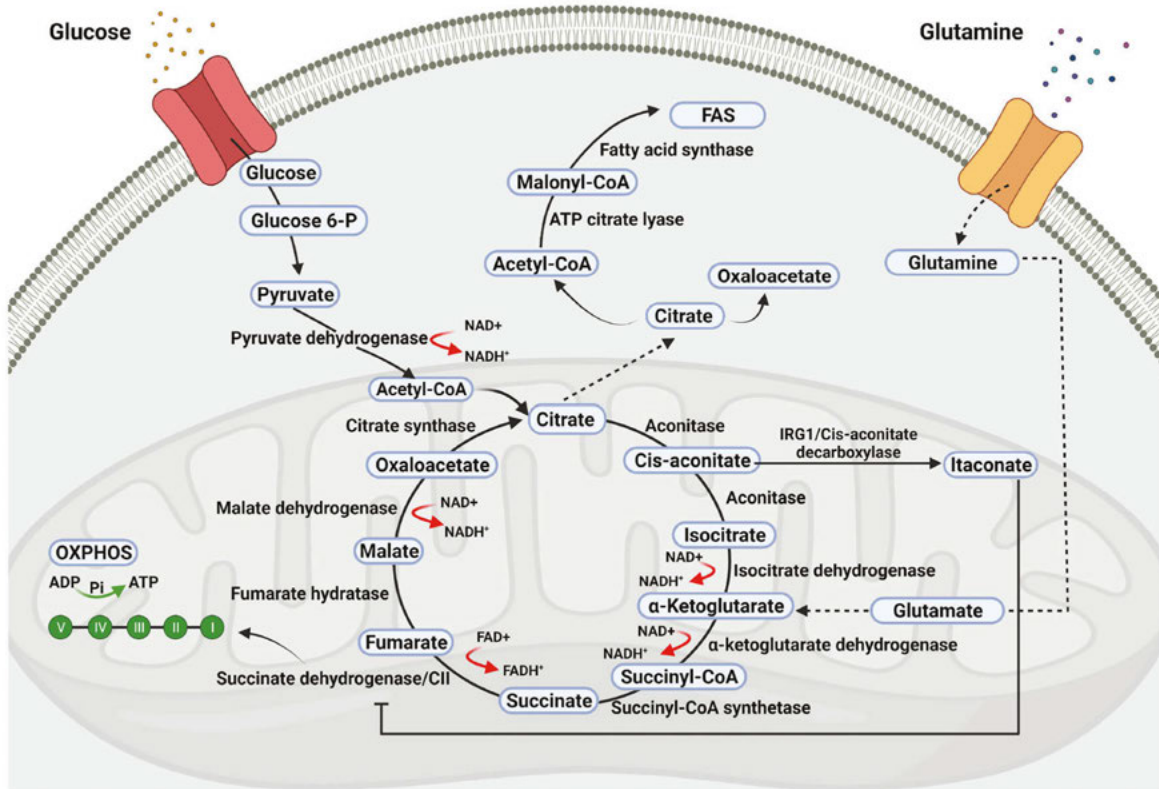 Glucose
Glutamine
FAS
Fatty acid synthase
Glucose
Malonyl-CoA
Glucose 6-P
ATP citrate lyase
Acetyl-CoA
Oxaloacetate
Glutamine
Pyruvate
Citrate
Pyruvate dehydrogenase
NAD+
NADH⁺
Acetyl-CoA
Citrate synthase
Citrate
Aconitase
IRG1/Cis-aconitate
decarboxylase
Oxaloacetate
Cis-aconitate
Itaconate
Malate dehydrogenase
NAD+
NADH⁺
Aconitase
Malate
Isocitrate
OXPHOS
NAD+
NADH⁺
Isocitrate dehydrogenase
ADP
Pi
ATP
Fumarate hydratase
α-Ketoglutarate
Glutamate
V
IV
III
II
I
Fumarate
FAD+
FADH⁺
NAD+
NADH⁺
α-ketoglutarate dehydrogenase
Succinate dehydrogenase/CII
Succinyl-CoA
Succinate
Succinyl-CoA synthetase